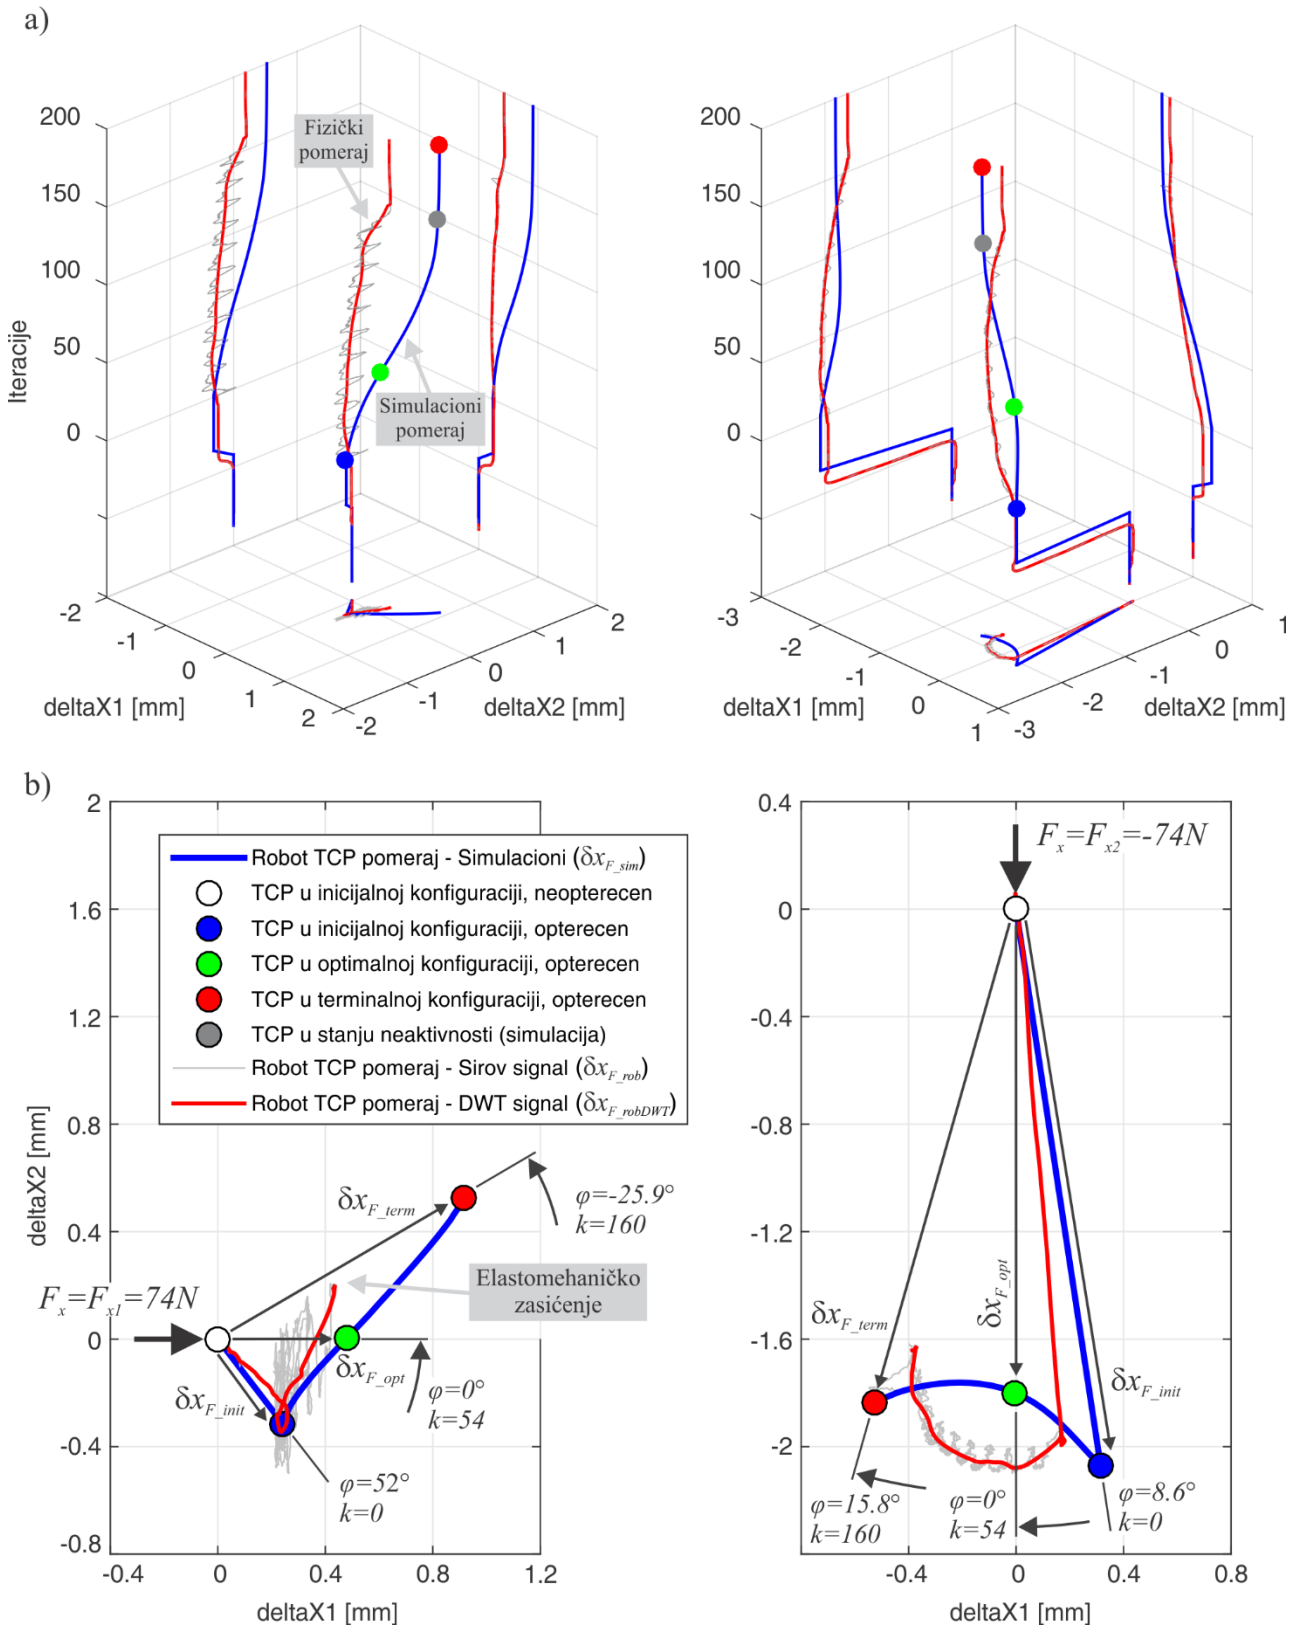 a)
Fizički
pomeraj
Simulacioni
pomeraj
Iteracije
200
150
100
50
0
-2
-1
0
1
2
deltaX1 [mm]
-2
-1
0
1
2
deltaX2 [mm]
200
150
100
50
0
-3
-2
-1
0
1
deltaX1 [mm]
-3
-2
-1
0
1
deltaX2 [mm]
b)
Robot TCP pomeraj - Simulacioni (δx_F_sim)
TCP u inicijalnoj konfiguraciji, neopterecen
TCP u inicijalnoj konfiguraciji, opterecen
TCP u optimalnoj konfiguraciji, opterecen
TCP u terminalnoj konfiguraciji, opterecen
TCP u stanju neaktivnosti (simulacija)
Robot TCP pomeraj - Sirov signal (δx_F_rob)
Robot TCP pomeraj - DWT signal (δx_F_robDWT)
2
1.6
1.2
0.8
0.4
0
-0.4
-0.8
deltaX2 [mm]
-0.4
0
0.4
0.8
1.2
deltaX1 [mm]
F_x=F_x1=74N
δx_F_term
φ=-25.9°
k=160
Elastomehaničko
zasićenje
δx_F_opt
φ=0°
k=54
δx_F_init
φ=52°
k=0
0.4
0
-0.4
-0.8
-1.2
-1.6
-2
-0.4
0
0.4
0.8
deltaX1 [mm]
F_x=F_x2=-74N
δx_F_term
δx_F_opt
δx_F_init
φ=15.8°
k=160
φ=0°
k=54
φ=8.6°
k=0